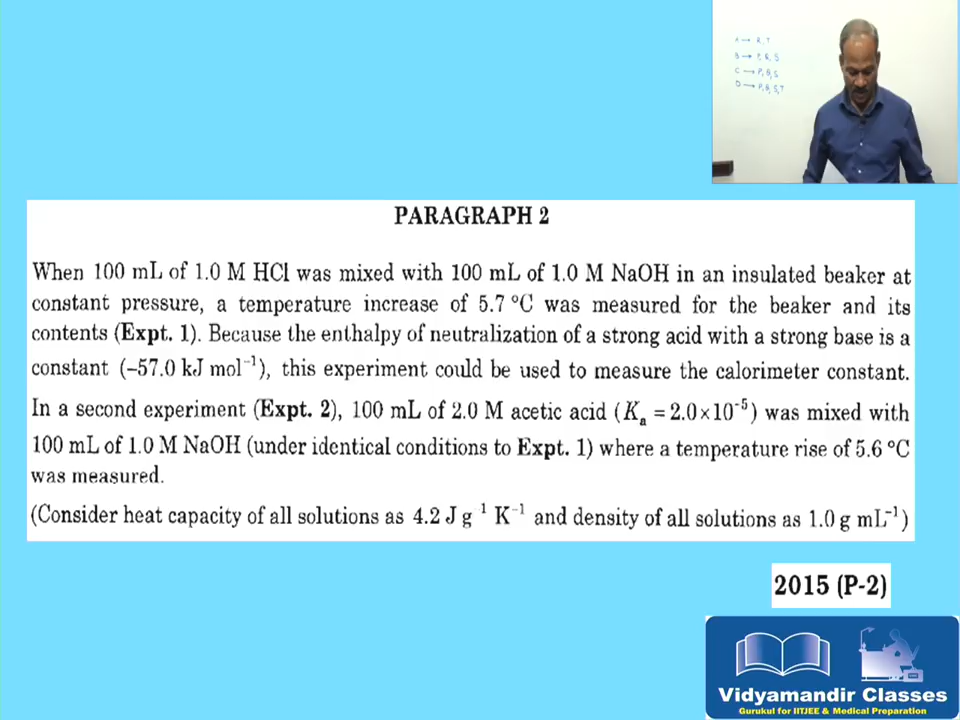 A → R, T
B → P, R, S
C → P, Q, S
D → P, Q, S, T
PARAGRAPH 2
When 100 mL of 1.0 M HCl was mixed with 100 mL of 1.0 M NaOH in an insulated beaker at
constant pressure, a temperature increase of 5.7 °C was measured for the beaker and its
contents (Expt. 1). Because the enthalpy of neutralization of a strong acid with a strong base is a
constant (–57.0 kJ mol⁻¹), this experiment could be used to measure the calorimeter constant.
In a second experiment (Expt. 2), 100 mL of 2.0 M acetic acid (Kₐ = 2.0×10⁻⁵) was mixed with
100 mL of 1.0 M NaOH (under identical conditions to Expt. 1) where a temperature rise of 5.6 °C
was measured.
(Consider heat capacity of all solutions as 4.2 J g⁻¹ K⁻¹ and density of all solutions as 1.0 g mL⁻¹)
2015 (P-2)
Vidyamandir Classes
Gurukul for IITJEE & Medical Preparation